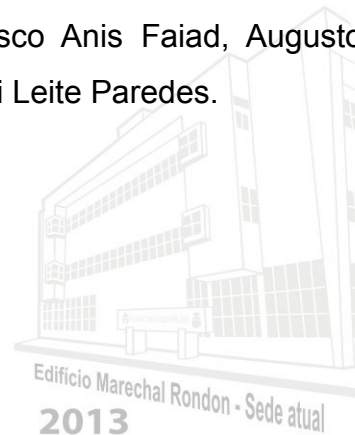 sco Anis Faiad, Augusto
i Leite Paredes.
Edifício Marechal Rondon - Sede atual
2013